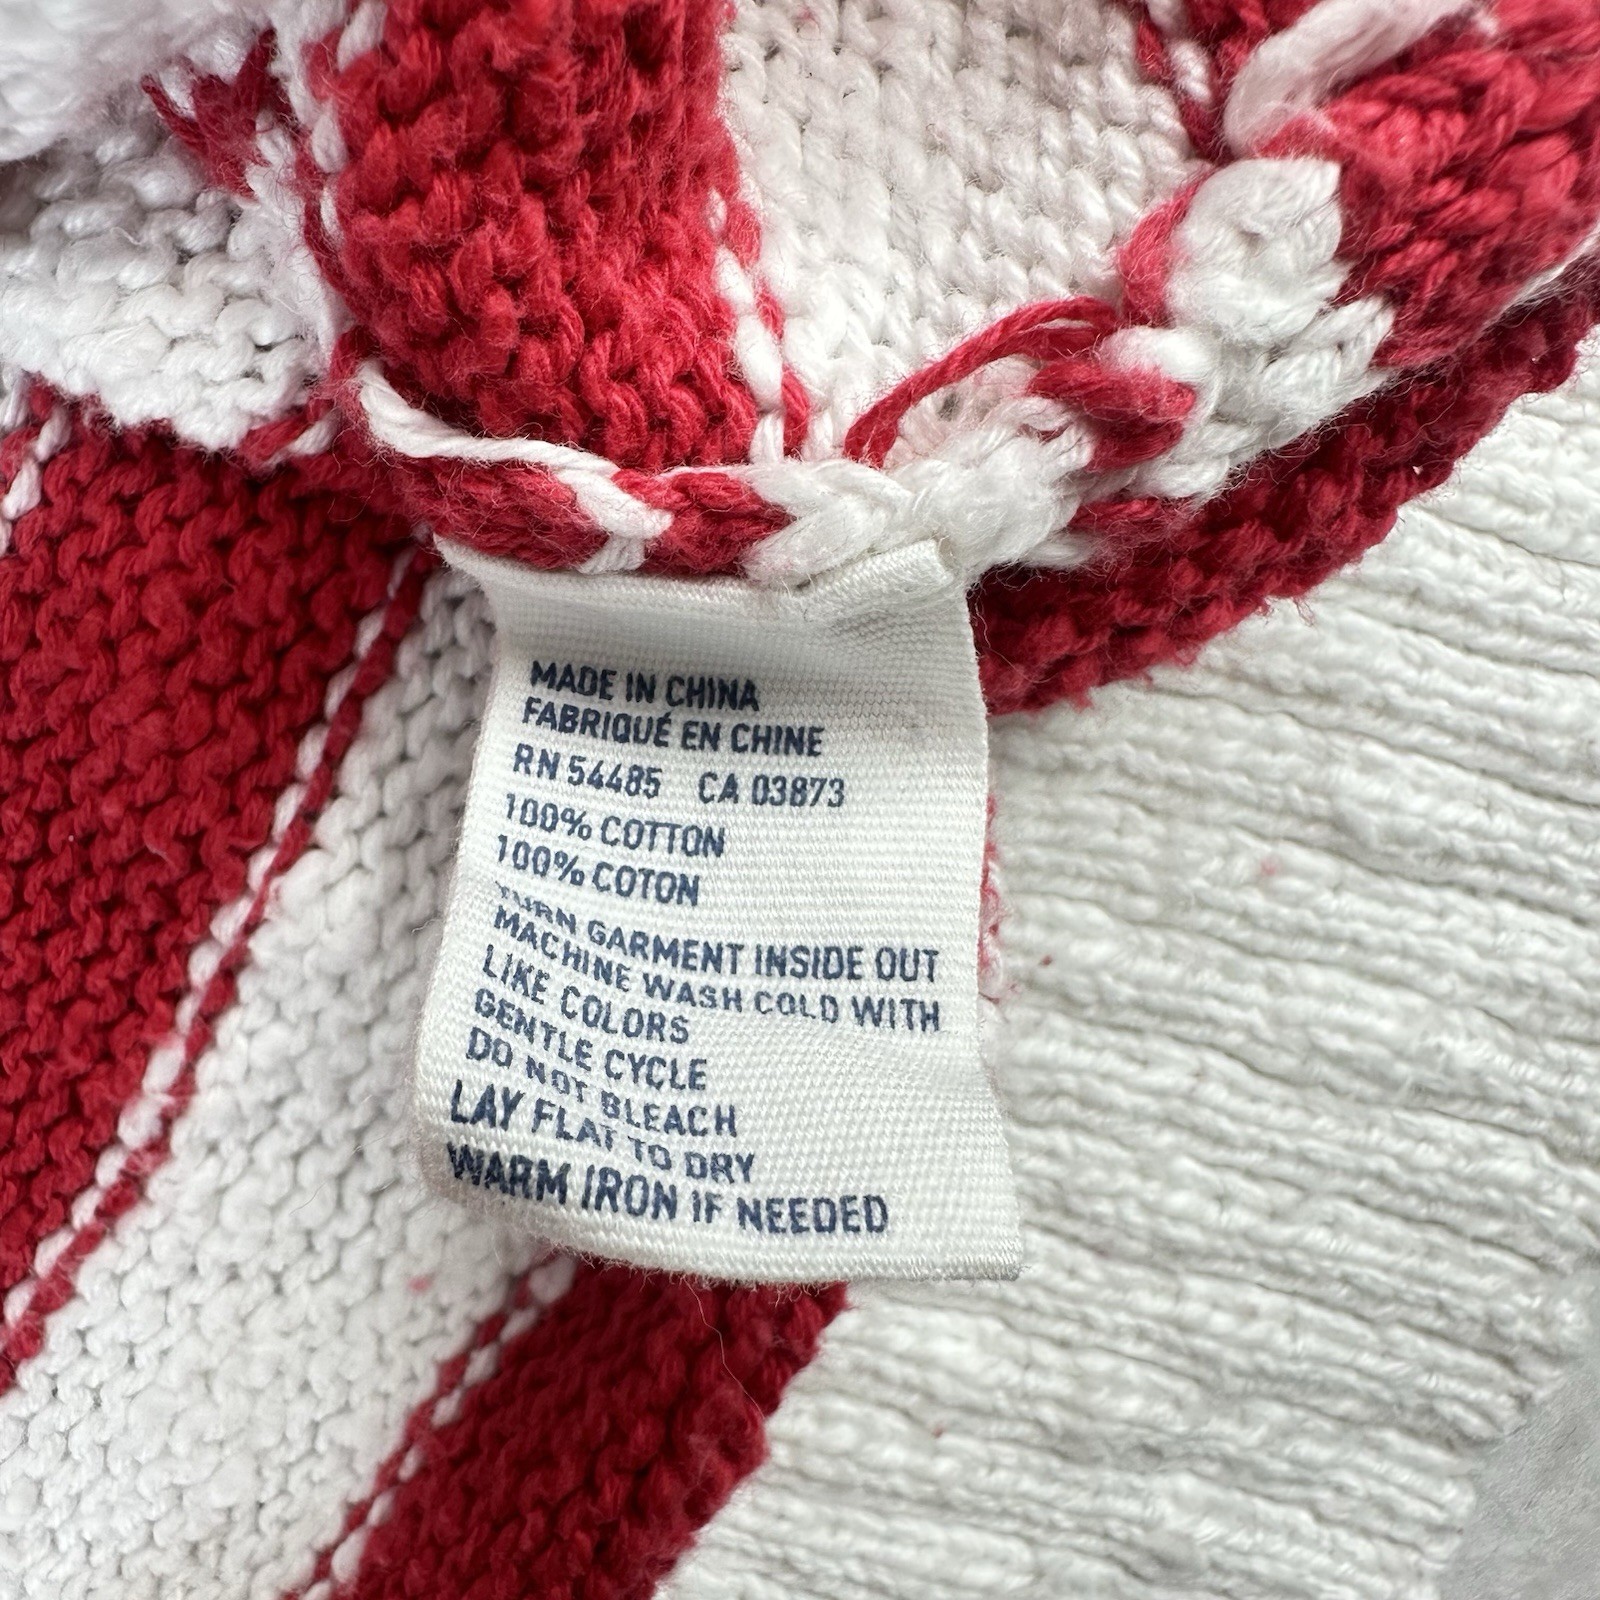 MADE IN CHINA
FABRIQUÉ EN CHINE
RN 54485 CA 03873
100% COTTON
100% COTON
TURN GARMENT INSIDE OUT
MACHINE WASH COLD WITH
LIKE COLORS
GENTLE CYCLE
DO NOT BLEACH
LAY FLAT TO DRY
WARM IRON IF NEEDED